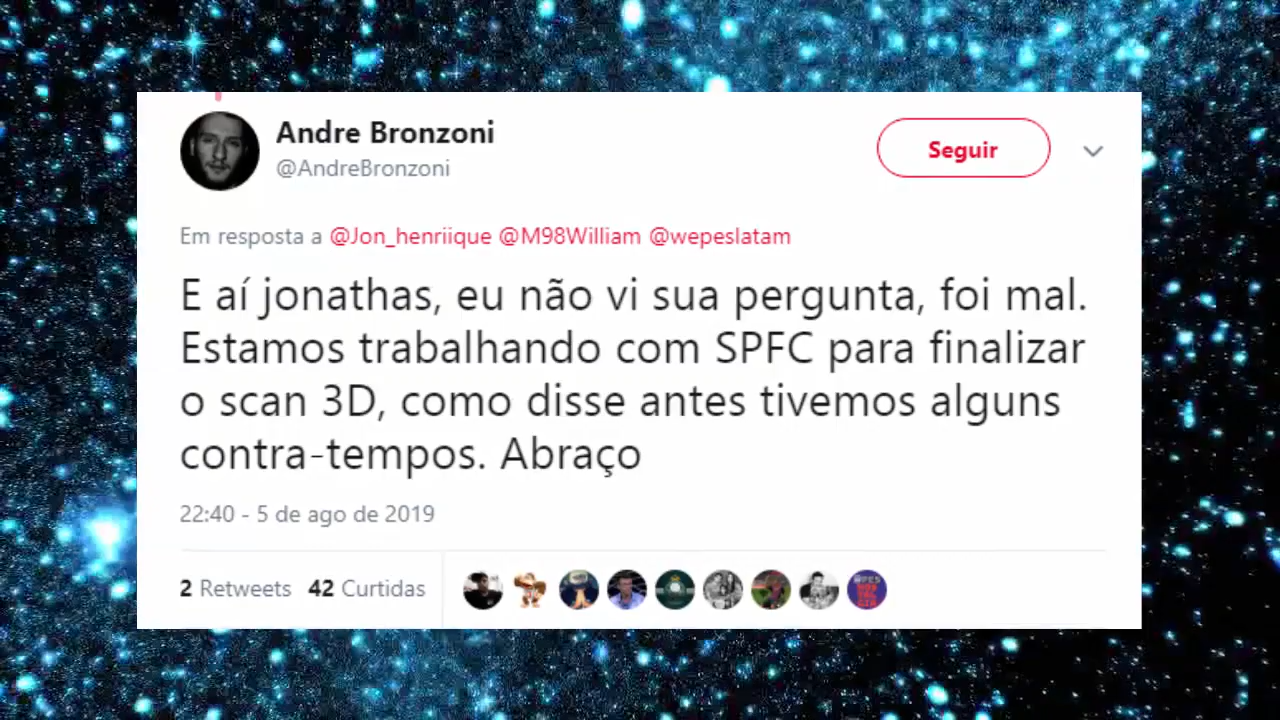 Andre Bronzoni
@AndreBronzoni
Seguir
Em resposta a @Jon_henriique @M98William @wepeslatam
E aí jonathas, eu não vi sua pergunta, foi mal.
Estamos trabalhando com SPFC para finalizar
o scan 3D, como disse antes tivemos alguns
contra-tempos. Abraço
22:40 - 5 de ago de 2019
2 Retweets 42 Curtidas